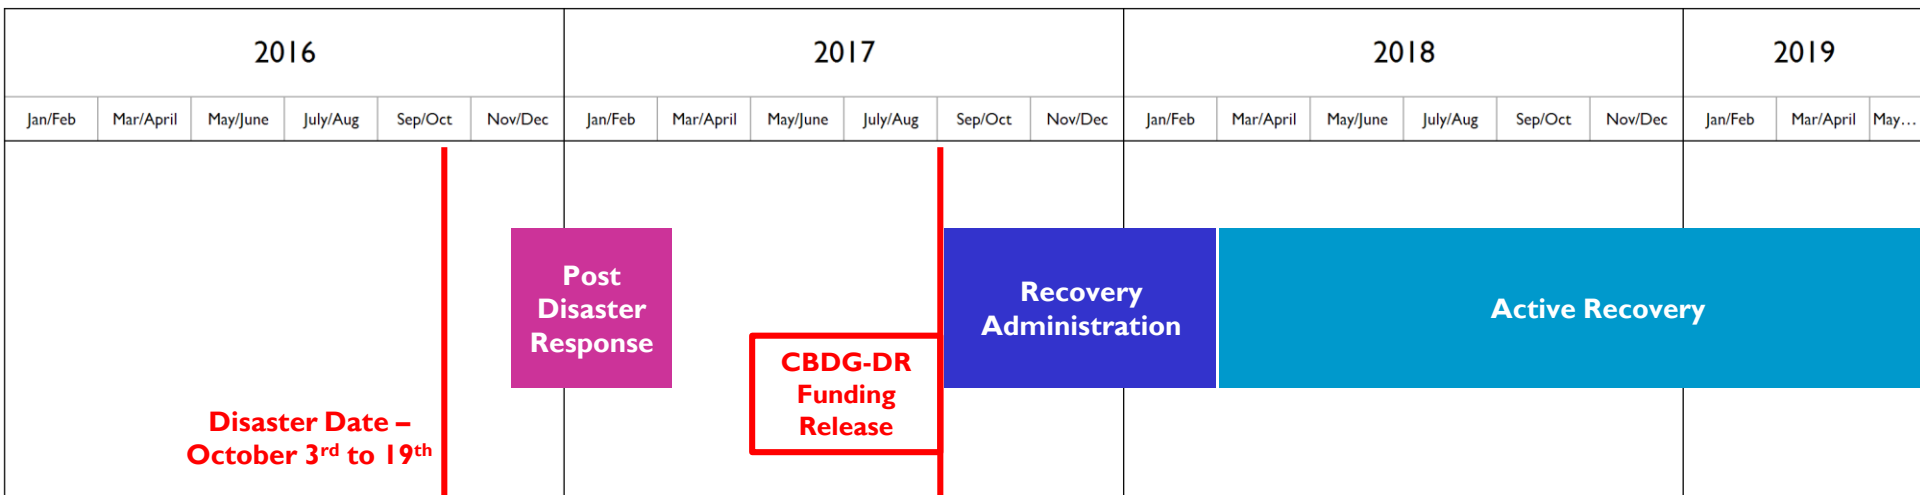 2016 2017 2018 2019
Jan/Feb Mar/April May/June July/Aug Sep/Oct Nov/Dec Jan/Feb Mar/April May/June July/Aug Sep/Oct Nov/Dec Jan/Feb Mar/April May/June July/Aug Sep/Oct Nov/Dec Jan/Feb Mar/April May...
Post
Disaster
Response
Recovery
Administration
Active Recovery
CBDG-DR
Funding
Release
Disaster Date –
October 3rd to 19th